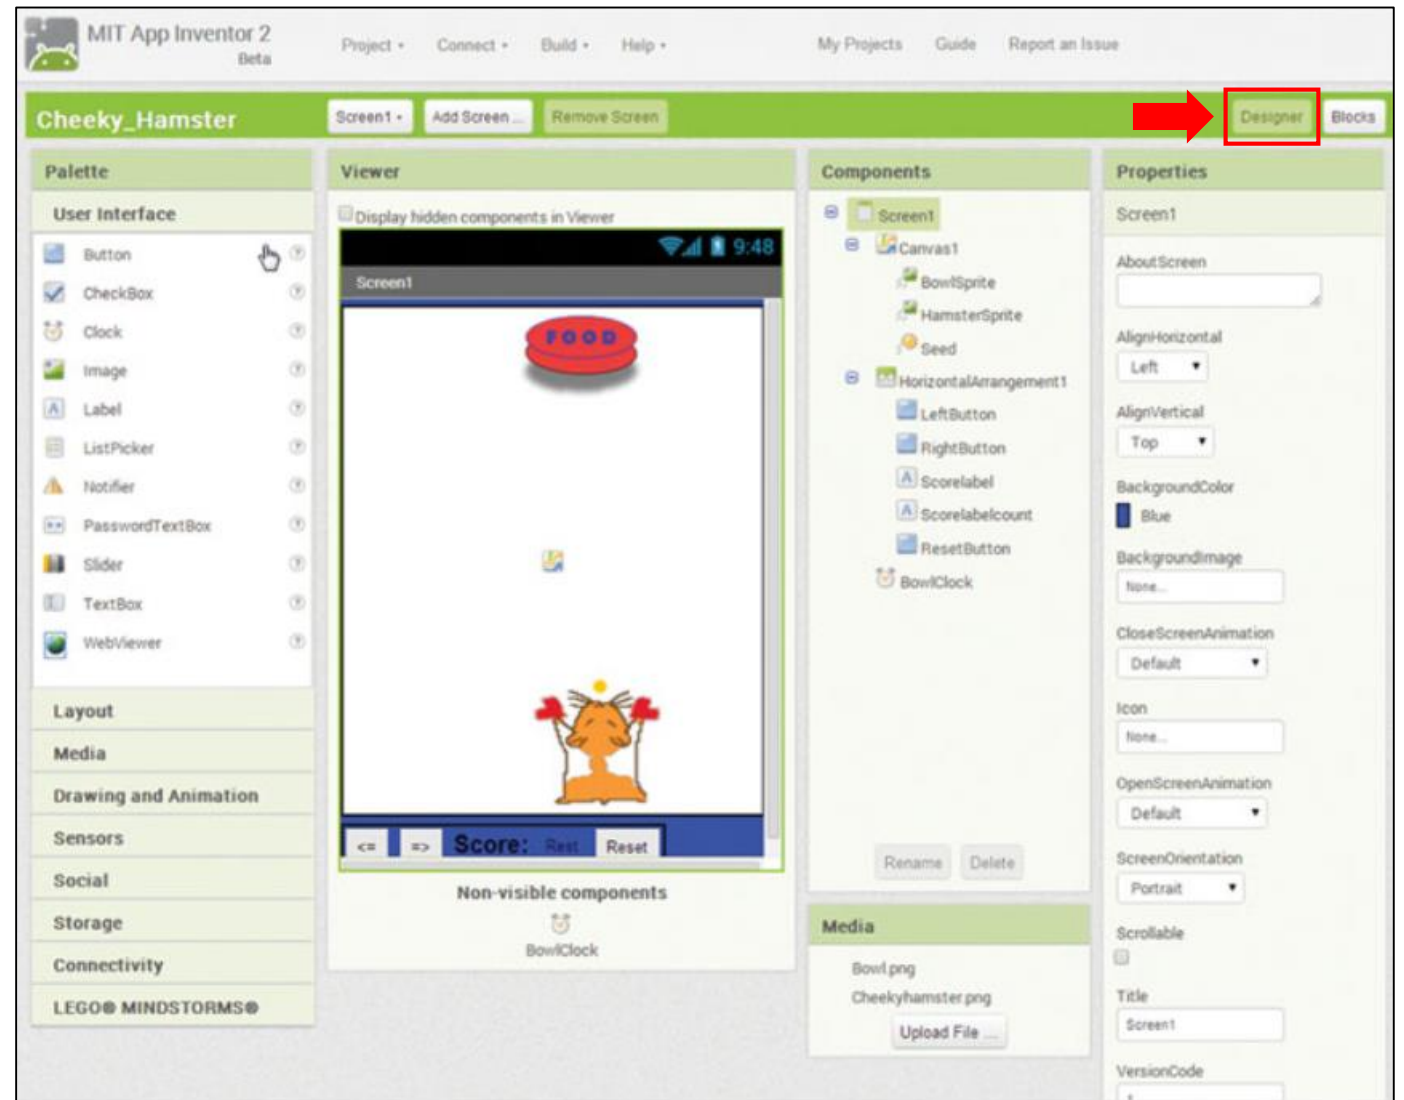 MIT App Inventor 2
Beta
Project
Connect
Build
Help
My Projects
Guide
Report an Issue
Cheeky_Hamster
Screen1
Add Screen ...
Remove Screen
Designer
Blocks
Palette
User Interface
Button
CheckBox
Clock
Image
Label
ListPicker
Notifier
PasswordTextBox
Slider
TextBox
WebViewer
Layout
Media
Drawing and Animation
Sensors
Social
Storage
Connectivity
LEGO® MINDSTORMS®
Viewer
Display hidden components in Viewer
9:48
Screen1
FOOD
<=
=>
Score:
Rest
Reset
Non-visible components
BowlClock
Components
Screen1
Canvas1
BowlSprite
HamsterSprite
Seed
HorizontalArrangement1
LeftButton
RightButton
Scorelabel
Scorelabelcount
ResetButton
BowlClock
Rename
Delete
Media
Bowl.png
Cheekyhamster.png
Upload File ...
Properties
Screen1
AboutScreen
AlignHorizontal
Left
AlignVertical
Top
BackgroundColor
Blue
BackgroundImage
None...
CloseScreenAnimation
Default
Icon
None...
OpenScreenAnimation
Default
ScreenOrientation
Portrait
Scrollable
Title
Screen1
VersionCode